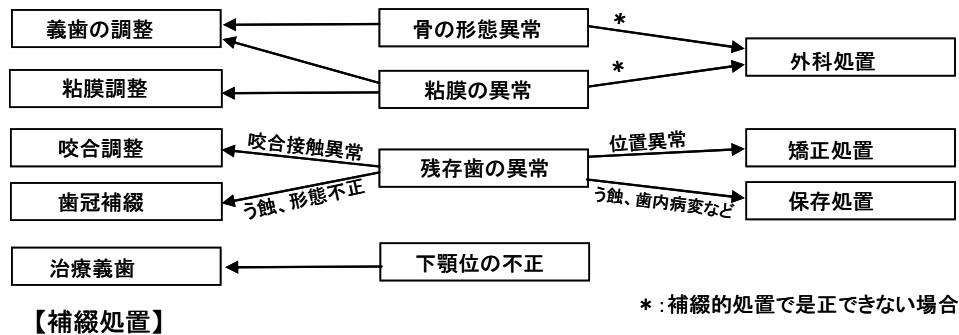 義歯の調整
骨の形態異常
*
外科処置
粘膜調整
粘膜の異常
*
咬合調整
咬合接触異常
残存歯の異常
位置異常
矯正処置
歯冠補綴
う蝕、形態不正
う蝕、歯内病変など
保存処置
治療義歯
下顎位の不正
*:補綴的処置で是正できない場合
【補綴処置】